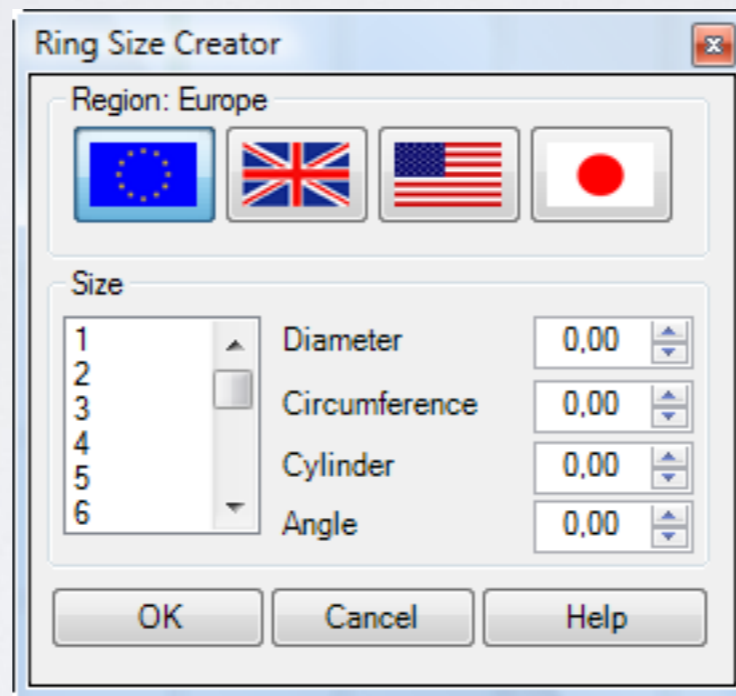 Ring Size Creator
Region: Europe
Size
1
2
3
4
5
6
Diameter 0,00
Circumference 0,00
Cylinder 0,00
Angle 0,00
OK Cancel Help